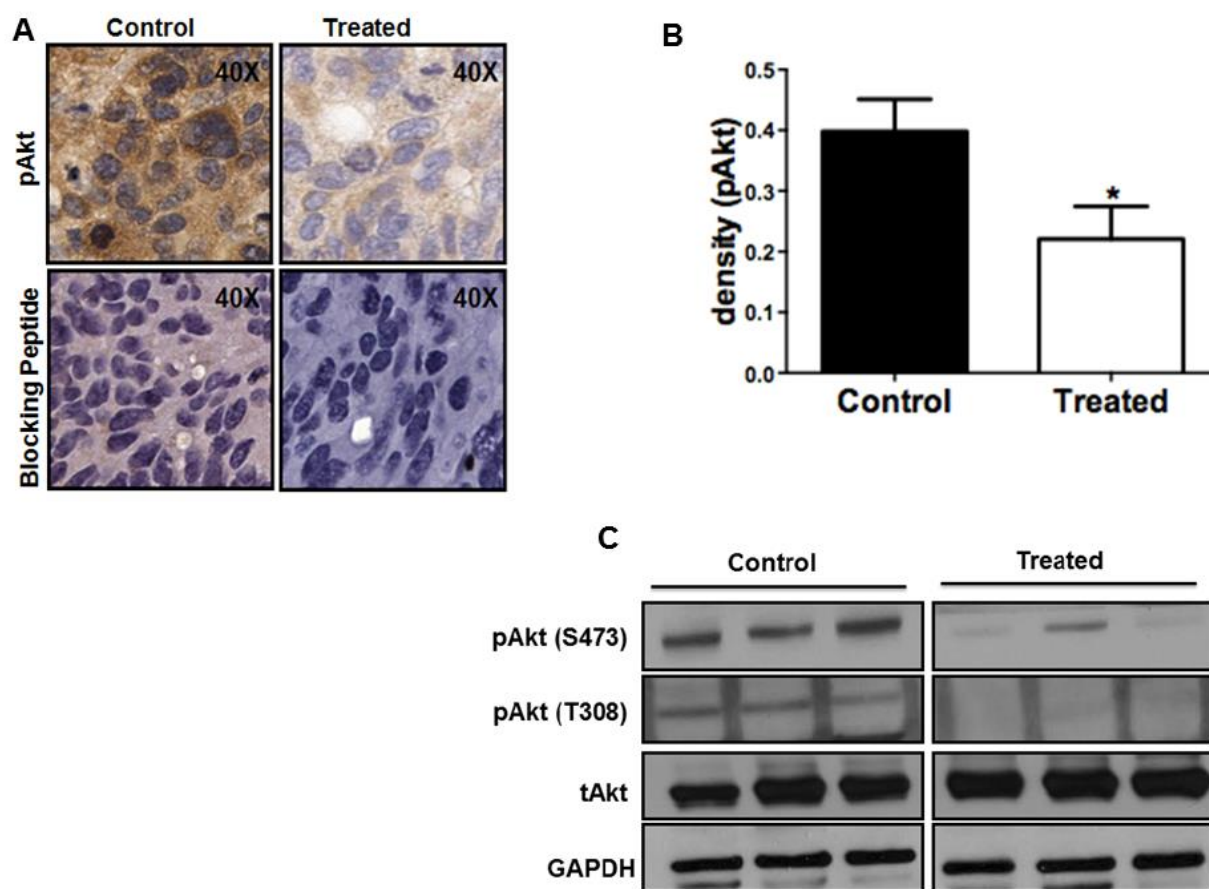 A
Control Treated
pAkt
40X 40X
Blocking Peptide
40X 40X
B
density (pAkt)
0.5
0.4
0.3
0.2
0.1
0.0
*
Control Treated
C
Control Treated
pAkt (S473)
pAkt (T308)
tAkt
GAPDH